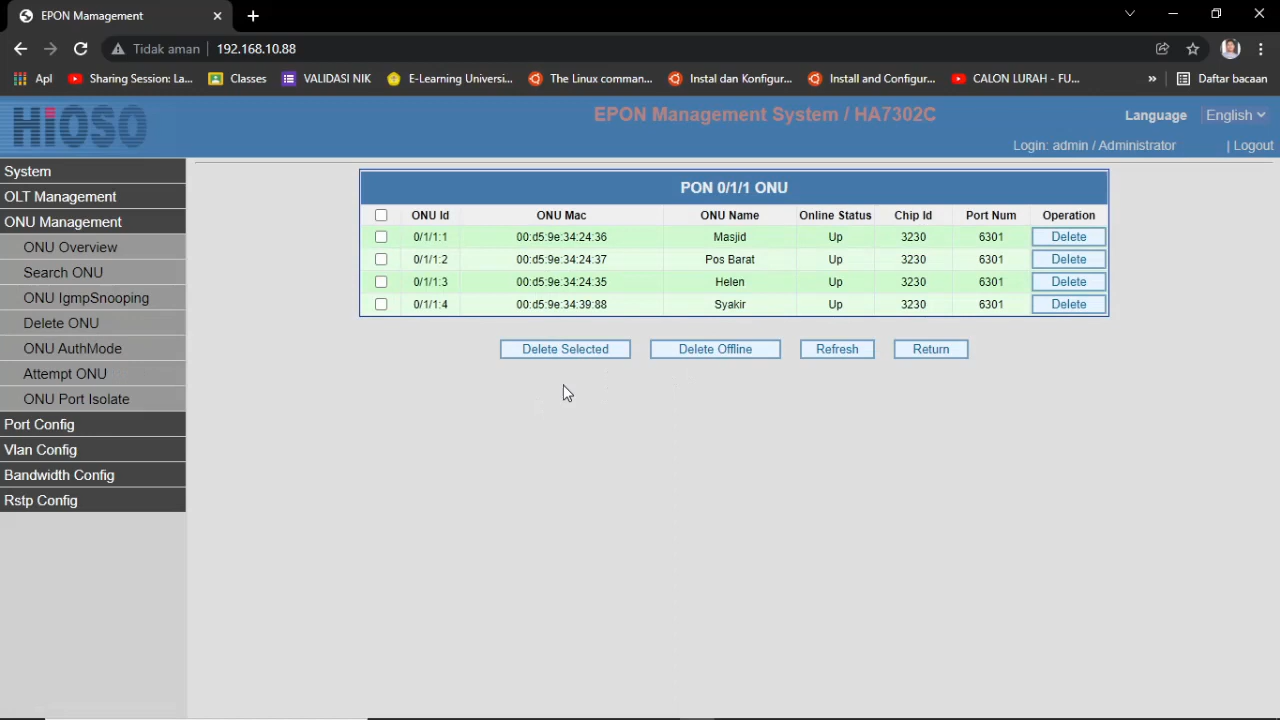 EPON Mamagement
Tidak aman 192.168.10.88
Apl Sharing Session: La... Classes VALIDASI NIK E-Learning Universi... The Linux comman... Instal dan Konfigur... Install and Configur... CALON LURAH - FU... » Daftar bacaan
HIOSO
EPON Management System / HA7302C
Language English
Login: admin / Administrator | Logout
System
OLT Management
ONU Management
ONU Overview
Search ONU
ONU IgmpSnooping
Delete ONU
ONU AuthMode
Attempt ONU
ONU Port Isolate
Port Config
Vlan Config
Bandwidth Config
Rstp Config
PON 0/1/1 ONU
ONU Id ONU Mac ONU Name Online Status Chip Id Port Num Operation
0/1/1:1 00:d5:9e:34:24:36 Masjid Up 3230 6301 Delete
0/1/1:2 00:d5:9e:34:24:37 Pos Barat Up 3230 6301 Delete
0/1/1:3 00:d5:9e:34:24:35 Helen Up 3230 6301 Delete
0/1/1:4 00:d5:9e:34:39:88 Syakir Up 3230 6301 Delete
Delete Selected Delete Offline Refresh Return